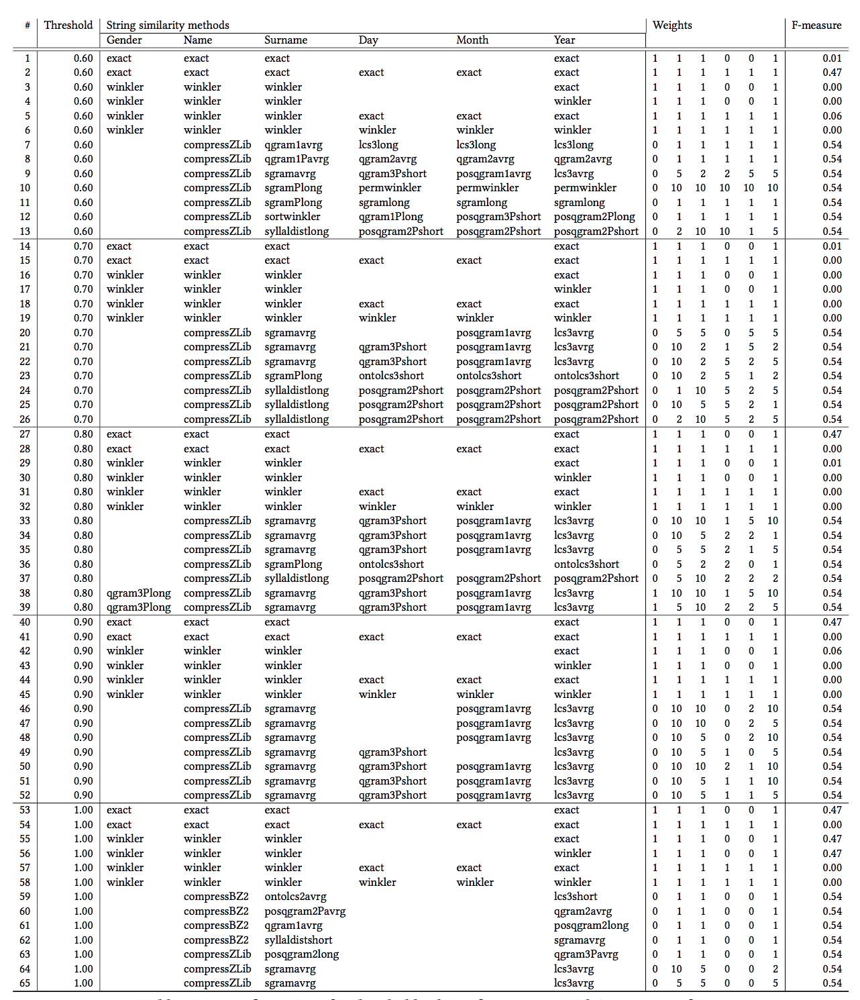 # Threshold String similarity methods Weights F-measure
Gender Name Surname Day Month Year
1 0.60 exact exact exact exact 1 1 1 0 0 1 0.01
2 0.60 exact exact exact exact exact exact 1 1 1 1 1 1 0.47
3 0.60 winkler winkler winkler exact 1 1 1 0 0 1 0.00
4 0.60 winkler winkler winkler winkler 1 1 1 0 0 1 0.00
5 0.60 winkler winkler winkler exact exact exact 1 1 1 1 1 1 0.06
6 0.60 winkler winkler winkler winkler winkler winkler 1 1 1 1 1 1 0.00
7 0.60 compressZLib qgram1avrg lcs3long lcs3long lcs3long 0 1 1 1 1 1 0.54
8 0.60 compressZLib qgram1Pavrg qgram2avrg qgram2avrg qgram2avrg 0 1 1 1 1 1 0.54
9 0.60 compressZLib sgramavrg qgram3Pshort posqgram1avrg lcs3avrg 0 5 2 2 5 5 0.54
10 0.60 compressZLib sgramPlong permwinkler permwinkler permwinkler 0 10 10 10 10 10 0.54
11 0.60 compressZLib sgramPlong sgramlong sgramlong sgramlong 0 1 1 1 1 1 0.54
12 0.60 compressZLib sortwinkler qgram1Plong posqgram3Pshort posqgram2Plong 0 1 1 1 1 1 0.54
13 0.60 compressZLib syllaldistlong posqgram2Pshort posqgram2Pshort posqgram2Pshort 0 2 10 10 1 5 0.54
14 0.70 exact exact exact exact 1 1 1 0 0 1 0.01
15 0.70 exact exact exact exact exact exact 1 1 1 1 1 1 0.00
16 0.70 winkler winkler winkler exact 1 1 1 0 0 1 0.00
17 0.70 winkler winkler winkler winkler 1 1 1 0 0 1 0.00
18 0.70 winkler winkler winkler exact exact exact 1 1 1 1 1 1 0.00
19 0.70 winkler winkler winkler winkler winkler winkler 1 1 1 1 1 1 0.00
20 0.70 compressZLib sgramavrg posqgram1avrg lcs3avrg 0 5 5 0 5 5 0.54
21 0.70 compressZLib sgramavrg qgram3Pshort posqgram1avrg lcs3avrg 0 10 2 1 5 2 0.54
22 0.70 compressZLib sgramavrg qgram3Pshort posqgram1avrg lcs3avrg 0 10 2 5 2 5 0.54
23 0.70 compressZLib sgramPlong ontolcs3short ontolcs3short ontolcs3short 0 10 2 5 1 2 0.54
24 0.70 compressZLib syllaldistlong posqgram2Pshort posqgram2Pshort posqgram2Pshort 0 1 10 5 2 5 0.54
25 0.70 compressZLib syllaldistlong posqgram2Pshort posqgram2Pshort posqgram2Pshort 0 10 5 5 2 1 0.54
26 0.70 compressZLib syllaldistlong posqgram2Pshort posqgram2Pshort posqgram2Pshort 0 2 10 5 2 5 0.54
27 0.80 exact exact exact exact 1 1 1 0 0 1 0.47
28 0.80 exact exact exact exact exact exact 1 1 1 1 1 1 0.00
29 0.80 winkler winkler winkler exact 1 1 1 0 0 1 0.01
30 0.80 winkler winkler winkler winkler 1 1 1 0 0 1 0.00
31 0.80 winkler winkler winkler exact exact exact 1 1 1 1 1 1 0.00
32 0.80 winkler winkler winkler winkler winkler winkler 1 1 1 1 1 1 0.00
33 0.80 compressZLib sgramavrg qgram3Pshort posqgram1avrg lcs3avrg 0 10 10 1 5 10 0.54
34 0.80 compressZLib sgramavrg qgram3Pshort posqgram1avrg lcs3avrg 0 10 5 2 2 1 0.54
35 0.80 compressZLib sgramavrg qgram3Pshort posqgram1avrg lcs3avrg 0 5 5 2 1 5 0.54
36 0.80 compressZLib sgramPlong ontolcs3short ontolcs3short 0 5 2 2 0 1 0.54
37 0.80 compressZLib syllaldistlong posqgram2Pshort posqgram2Pshort posqgram2Pshort 0 5 10 2 2 2 0.54
38 0.80 qgram3Plong compressZLib sgramavrg qgram3Pshort posqgram1avrg lcs3avrg 1 10 10 1 5 10 0.54
39 0.80 qgram3Plong compressZLib sgramavrg qgram3Pshort posqgram1avrg lcs3avrg 1 5 10 2 2 5 0.54
40 0.90 exact exact exact exact 1 1 1 0 0 1 0.47
41 0.90 exact exact exact exact exact exact 1 1 1 1 1 1 0.00
42 0.90 winkler winkler winkler exact 1 1 1 0 0 1 0.06
43 0.90 winkler winkler winkler winkler 1 1 1 0 0 1 0.00
44 0.90 winkler winkler winkler exact exact exact 1 1 1 1 1 1 0.00
45 0.90 winkler winkler winkler winkler winkler winkler 1 1 1 1 1 1 0.00
46 0.90 compressZLib sgramavrg posqgram1avrg lcs3avrg 0 10 10 0 2 10 0.54
47 0.90 compressZLib sgramavrg posqgram1avrg lcs3avrg 0 10 10 0 2 5 0.54
48 0.90 compressZLib sgramavrg posqgram1avrg lcs3avrg 0 10 5 0 2 10 0.54
49 0.90 compressZLib sgramavrg qgram3Pshort lcs3avrg 0 10 5 1 0 5 0.54
50 0.90 compressZLib sgramavrg qgram3Pshort posqgram1avrg lcs3avrg 0 10 10 2 1 10 0.54
51 0.90 compressZLib sgramavrg qgram3Pshort posqgram1avrg lcs3avrg 0 10 5 1 1 10 0.54
52 0.90 compressZLib sgramavrg qgram3Pshort posqgram1avrg lcs3avrg 0 10 5 1 1 5 0.54
53 1.00 exact exact exact exact 1 1 1 0 0 1 0.47
54 1.00 exact exact exact exact exact exact 1 1 1 1 1 1 0.00
55 1.00 winkler winkler winkler exact 1 1 1 0 0 1 0.47
56 1.00 winkler winkler winkler winkler 1 1 1 0 0 1 0.47
57 1.00 winkler winkler winkler exact exact exact 1 1 1 1 1 1 0.00
58 1.00 winkler winkler winkler winkler winkler winkler 1 1 1 1 1 1 0.00
59 1.00 compressBZ2 ontolcs2avrg lcs3short 0 1 1 0 0 1 0.54
60 1.00 compressBZ2 posqgram2Pavrg qgram2avrg 0 1 1 0 0 1 0.54
61 1.00 compressBZ2 qgram1avrg posqgram2long 0 1 1 0 0 1 0.54
62 1.00 compressBZ2 syllaldistshort sgramavrg 0 1 1 0 0 1 0.54
63 1.00 compressZLib posqgram2long qgram3Pavrg 0 1 1 0 0 1 0.54
64 1.00 compressZLib sgramavrg lcs3avrg 0 10 5 0 0 2 0.54
65 1.00 compressZLib sgramavrg lcs3avrg 0 5 5 0 0 5 0.54